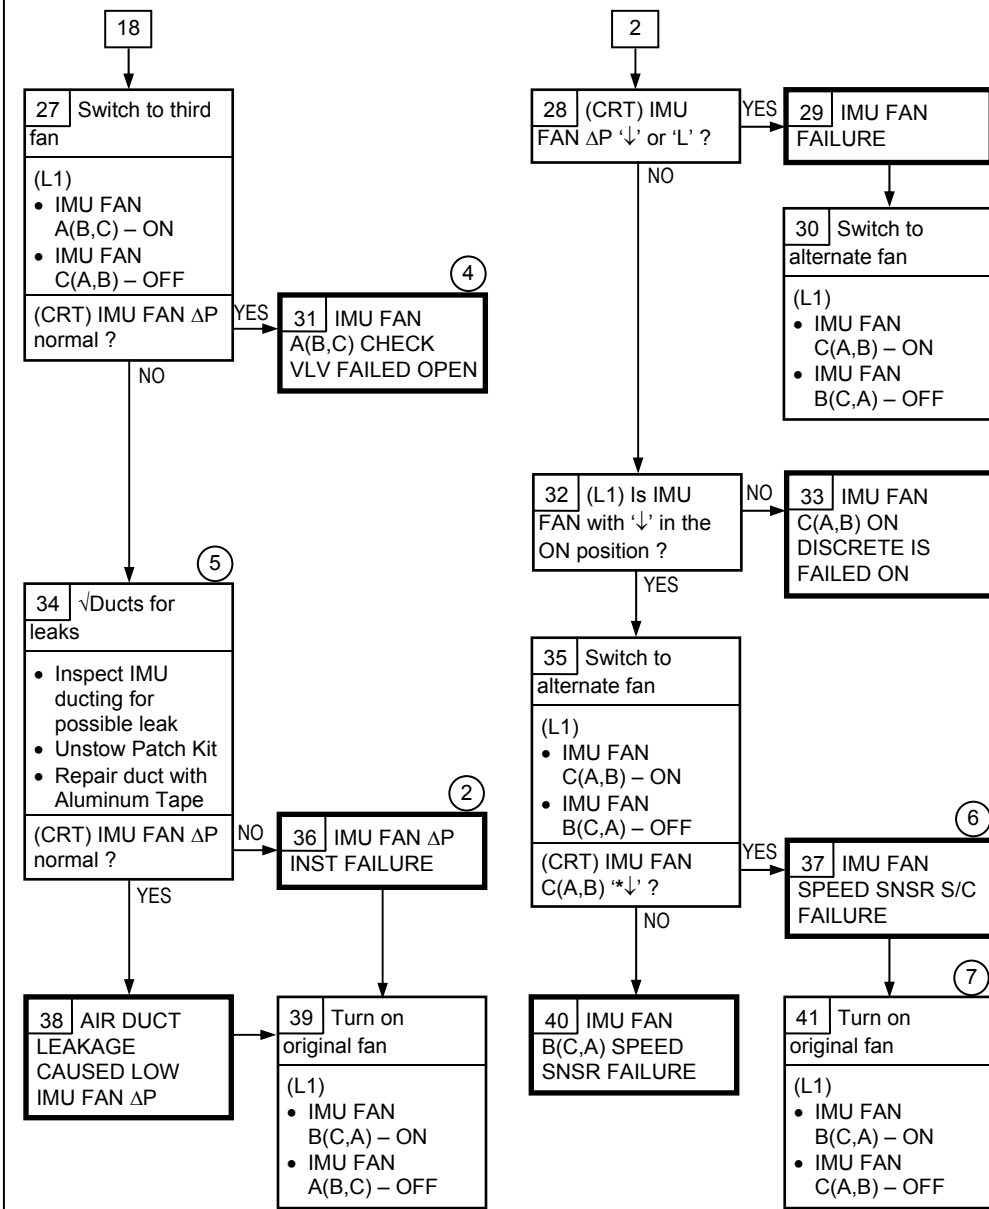 18
27 Switch to third
fan
(L1)
• IMU FAN
A(B,C) – ON
• IMU FAN
C(A,B) – OFF
(CRT) IMU FAN ΔP
normal ?
YES
NO
4
31 IMU FAN
A(B,C) CHECK
VLV FAILED OPEN
5
34 √Ducts for
leaks
• Inspect IMU
ducting for
possible leak
• Unstow Patch Kit
• Repair duct with
Aluminum Tape
(CRT) IMU FAN ΔP
normal ?
NO
YES
2
36 IMU FAN ΔP
INST FAILURE
38 AIR DUCT
LEAKAGE
CAUSED LOW
IMU FAN ΔP
39 Turn on
original fan
(L1)
• IMU FAN
B(C,A) – ON
• IMU FAN
A(B,C) – OFF
2
28 (CRT) IMU
FAN ΔP ‘↓’ or ‘L’ ?
YES
NO
29 IMU FAN
FAILURE
30 Switch to
alternate fan
(L1)
• IMU FAN
C(A,B) – ON
• IMU FAN
B(C,A) – OFF
32 (L1) Is IMU
FAN with ‘↓’ in the
ON position ?
NO
YES
33 IMU FAN
C(A,B) ON
DISCRETE IS
FAILED ON
35 Switch to
alternate fan
(L1)
• IMU FAN
C(A,B) – ON
• IMU FAN
B(C,A) – OFF
(CRT) IMU FAN
C(A,B) ‘*↓’ ?
YES
NO
6
37 IMU FAN
SPEED SNSR S/C
FAILURE
40 IMU FAN
B(C,A) SPEED
SNSR FAILURE
7
41 Turn on
original fan
(L1)
• IMU FAN
B(C,A) – ON
• IMU FAN
C(A,B) – OFF